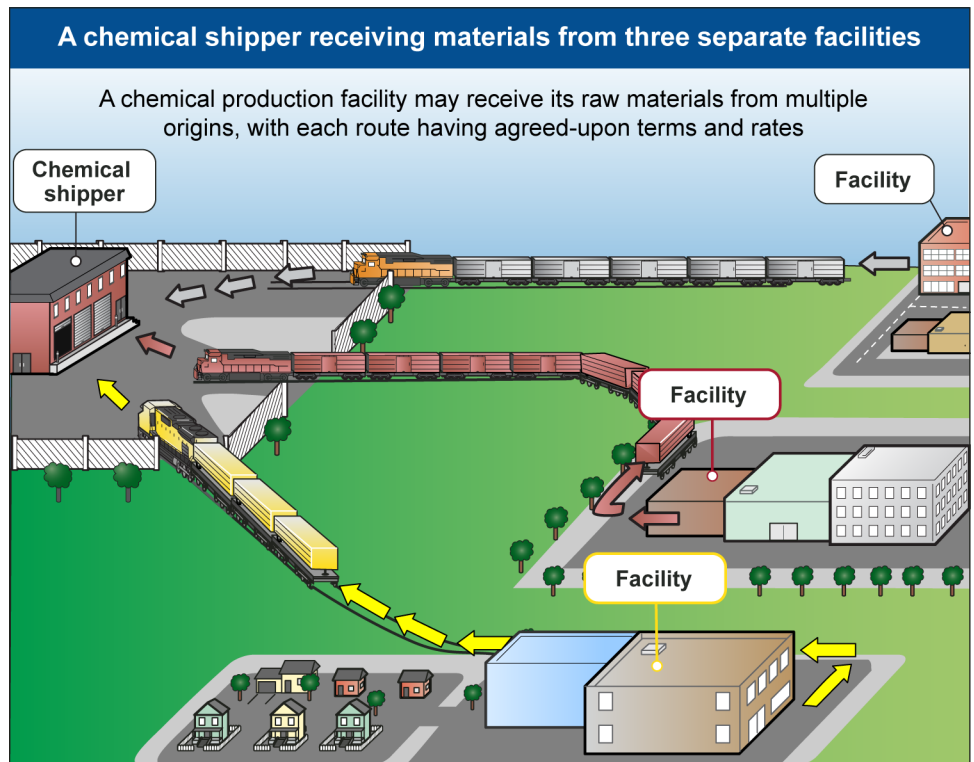 A chemical shipper receiving materials from three separate facilities
A chemical production facility may receive its raw materials from multiple
origins, with each route having agreed-upon terms and rates
Chemical
shipper
Facility
Facility
Facility